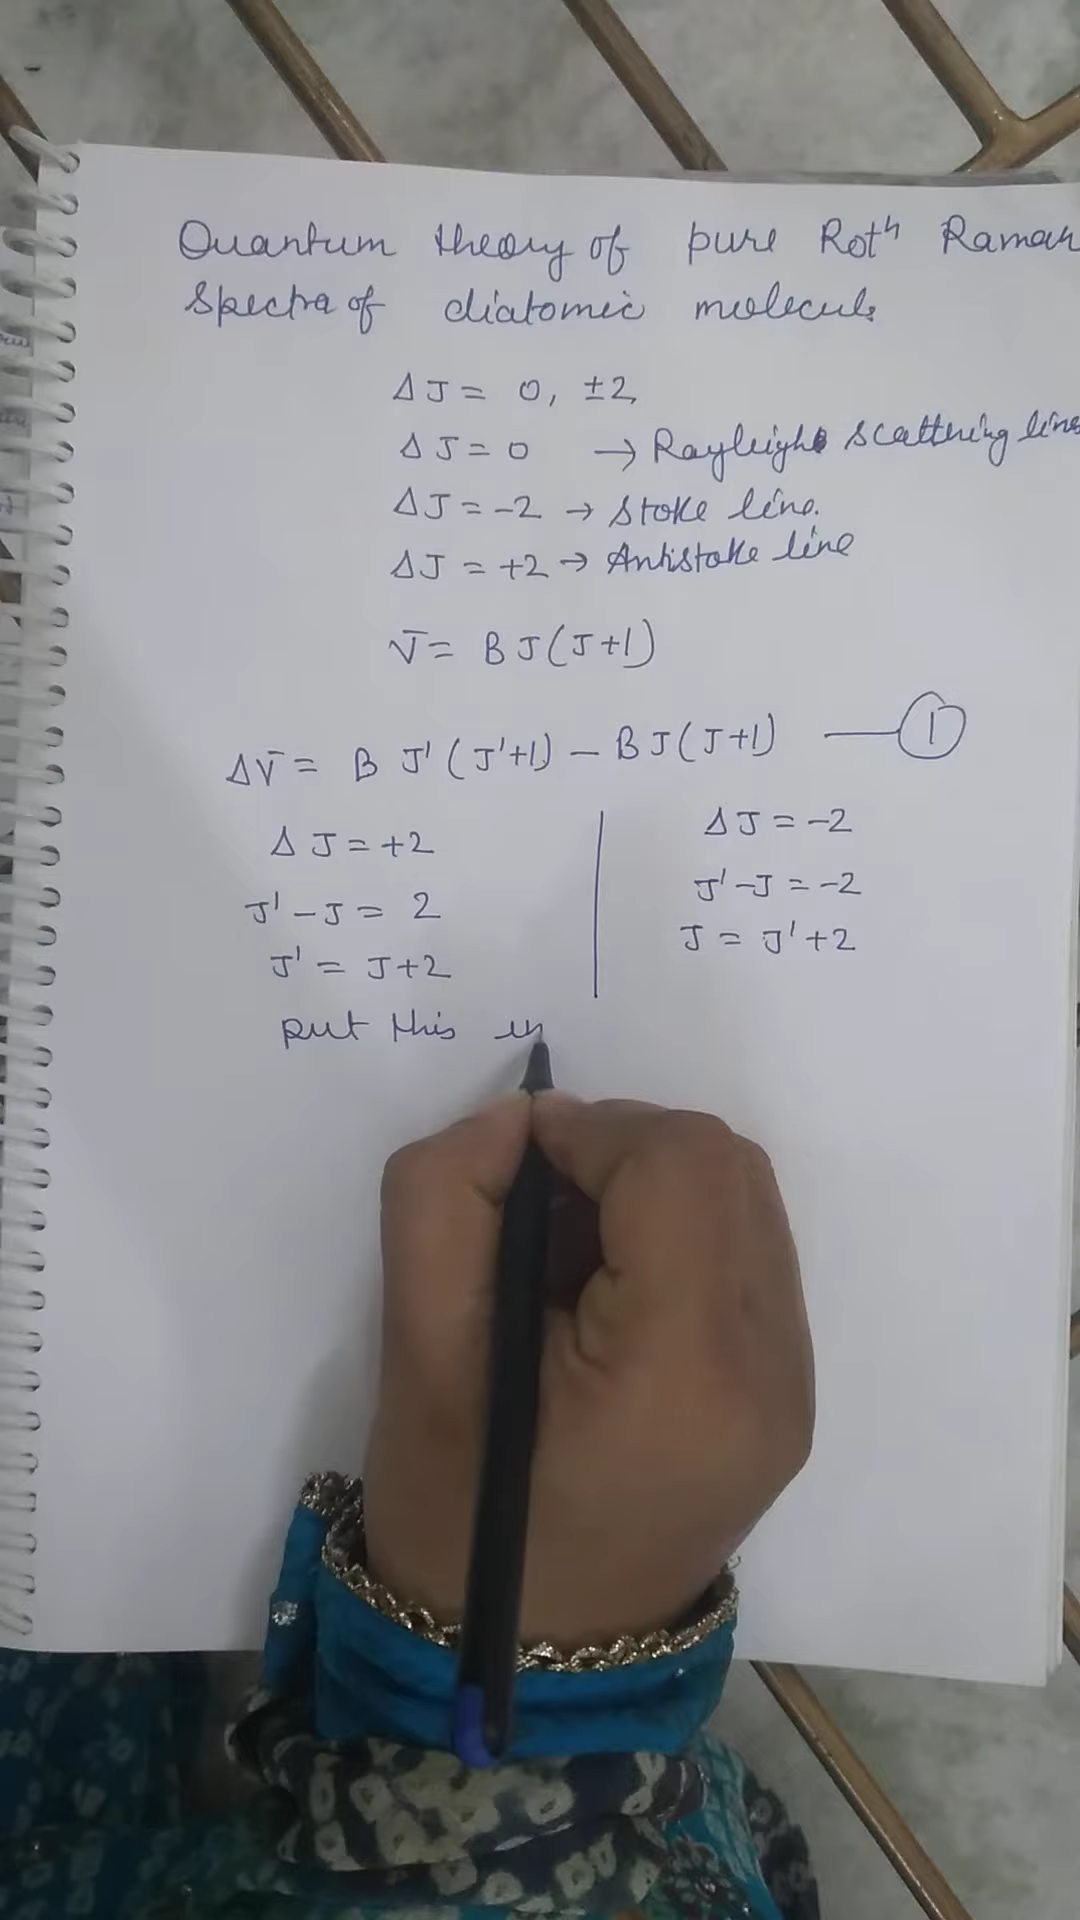 Quantum theory of pure Rotⁿ Raman
Spectra of diatomic molecule
ΔJ = 0, ±2,
ΔJ = 0 → Rayleigh scattering line
ΔJ = -2 → Stoke line.
ΔJ = +2 → Antistoke line
ν̄ = BJ(J+1)
Δν̄ = B J'(J'+1) - BJ(J+1) — 1
ΔJ = +2
J' - J = 2
J' = J+2
put this in
ΔJ = -2
J' - J = -2
J = J' + 2